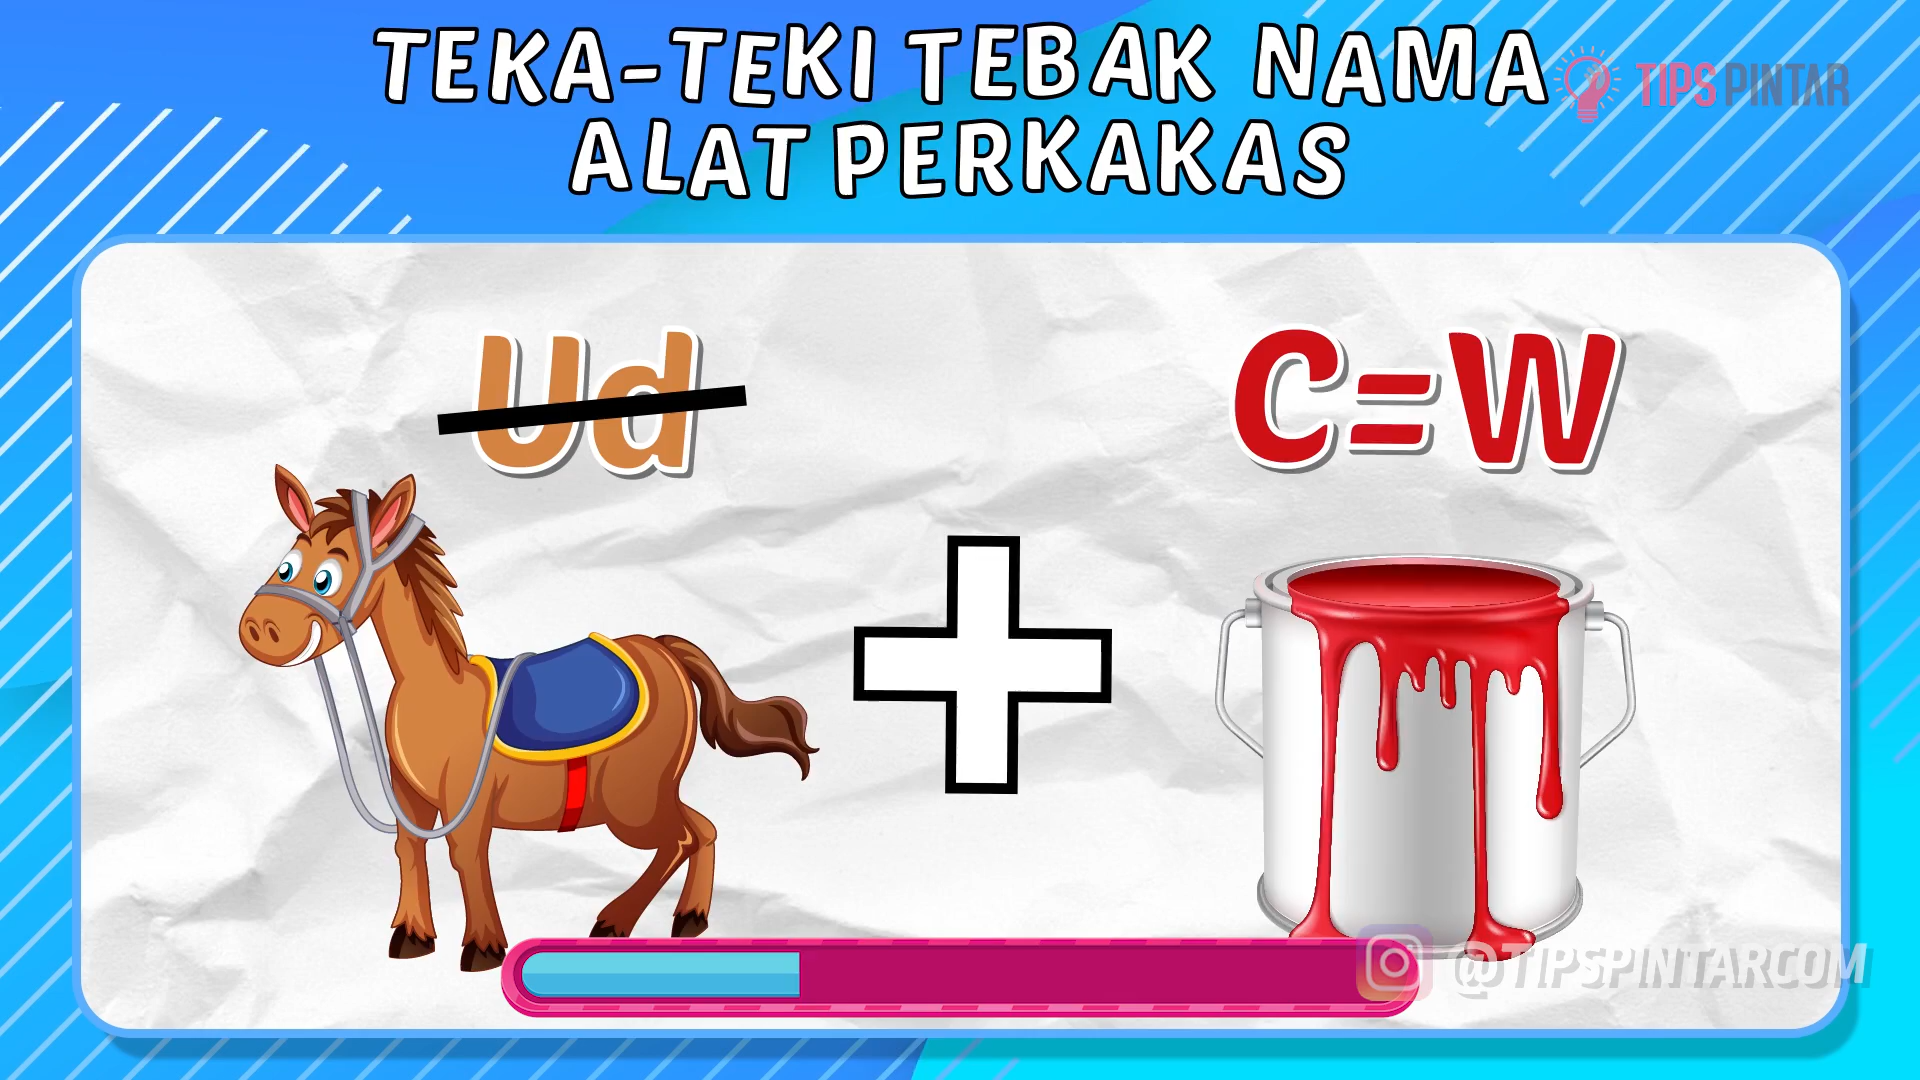 TEKA-TEKI TEBAK NAMA
ALAT PERKAKAS
TIPS PINTAR
Ud
C=W
@TIPSPINTARCOM